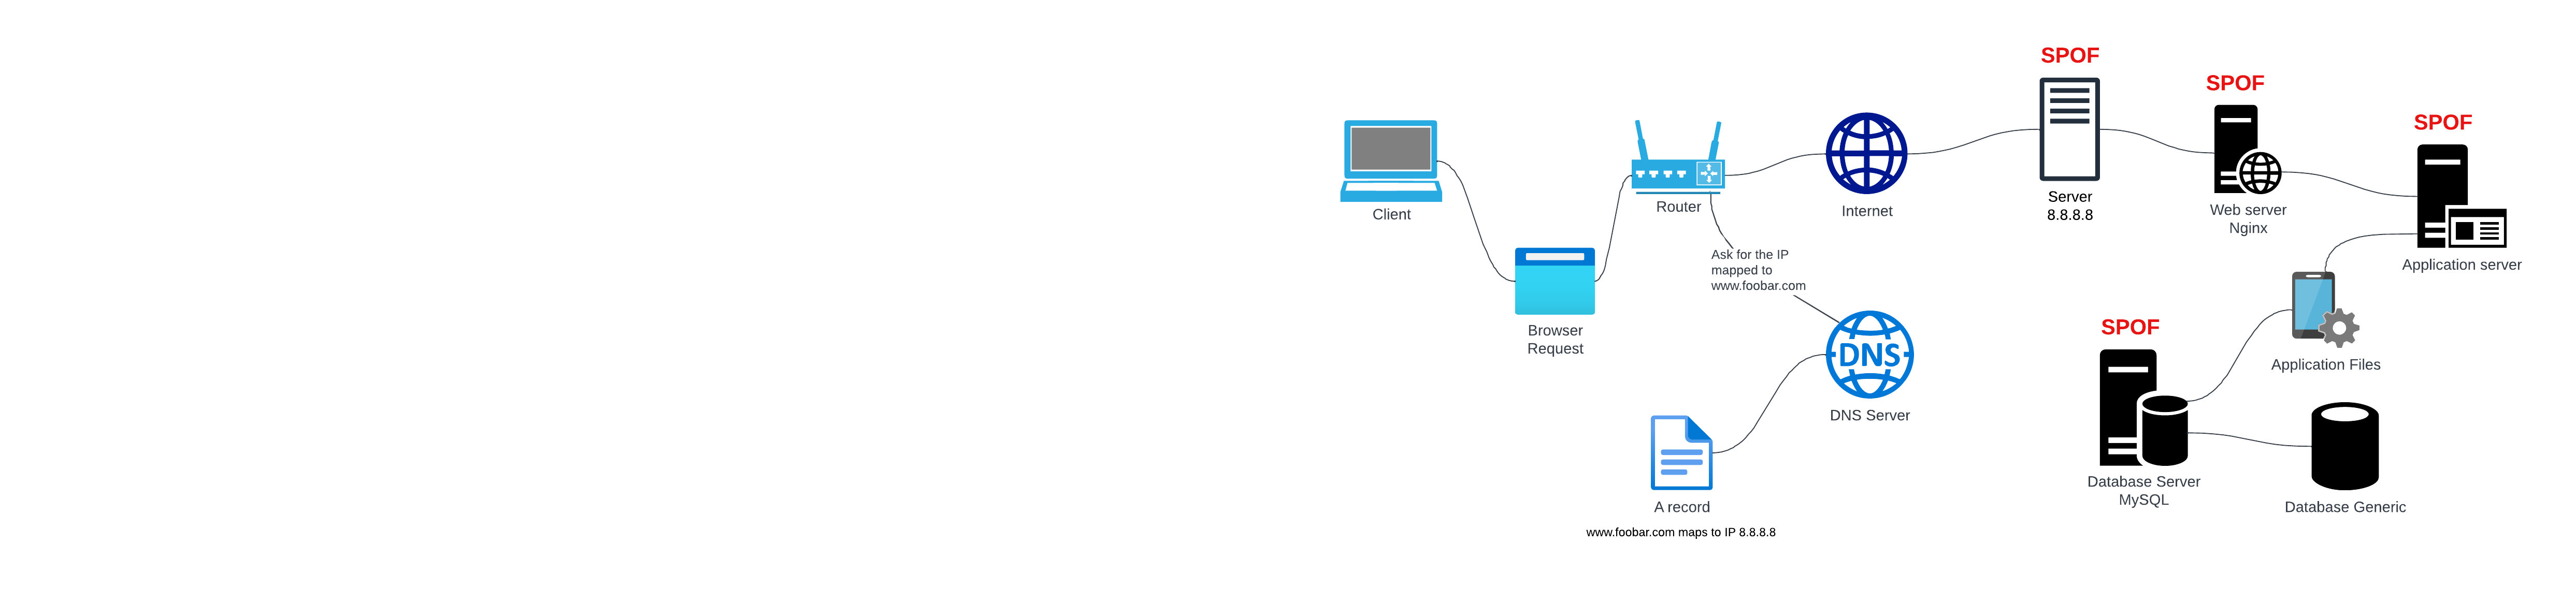 SPOF
SPOF
SPOF
Client
Router
Internet
Server
8.8.8.8
Web server
Nginx
Application server
Ask for the IP
mapped to
www.foobar.com
Browser
Request
SPOF
DNS
DNS Server
Application Files
A record
www.foobar.com maps to IP 8.8.8.8
Database Server
MySQL
Database Generic